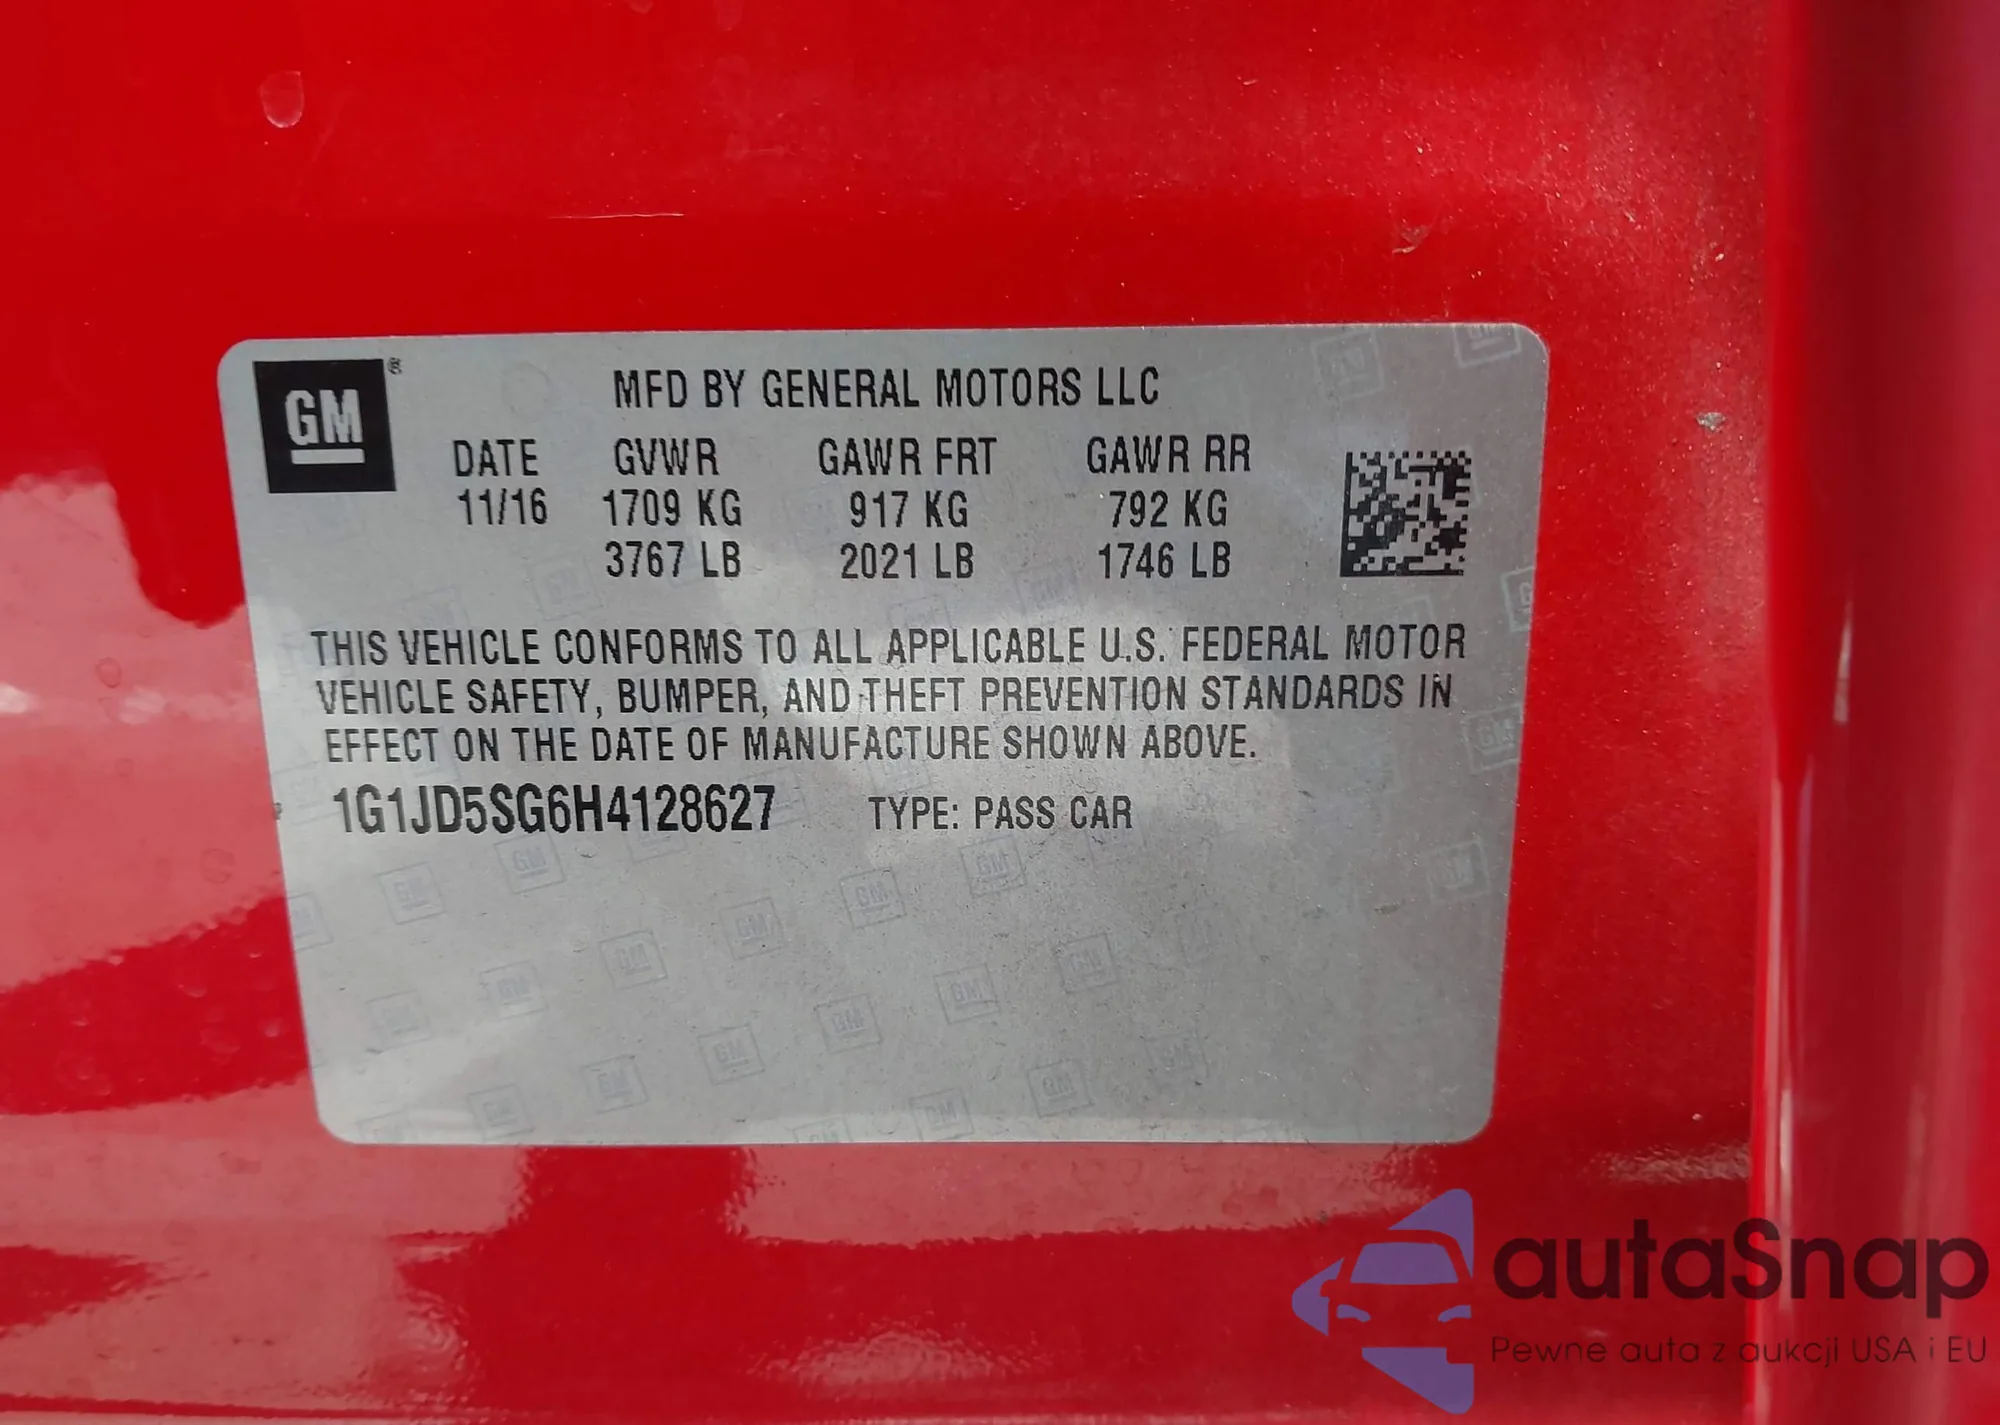 GM®
MFD BY GENERAL MOTORS LLC
DATE GVWR GAWR FRT GAWR RR
11/16 1709 KG 917 KG 792 KG
3767 LB 2021 LB 1746 LB
THIS VEHICLE CONFORMS TO ALL APPLICABLE U.S. FEDERAL MOTOR
VEHICLE SAFETY, BUMPER, AND THEFT PREVENTION STANDARDS IN
EFFECT ON THE DATE OF MANUFACTURE SHOWN ABOVE.
1G1JD5SG6H4128627 TYPE: PASS CAR
autaSnap
Pewne auta z aukcji USA i EU